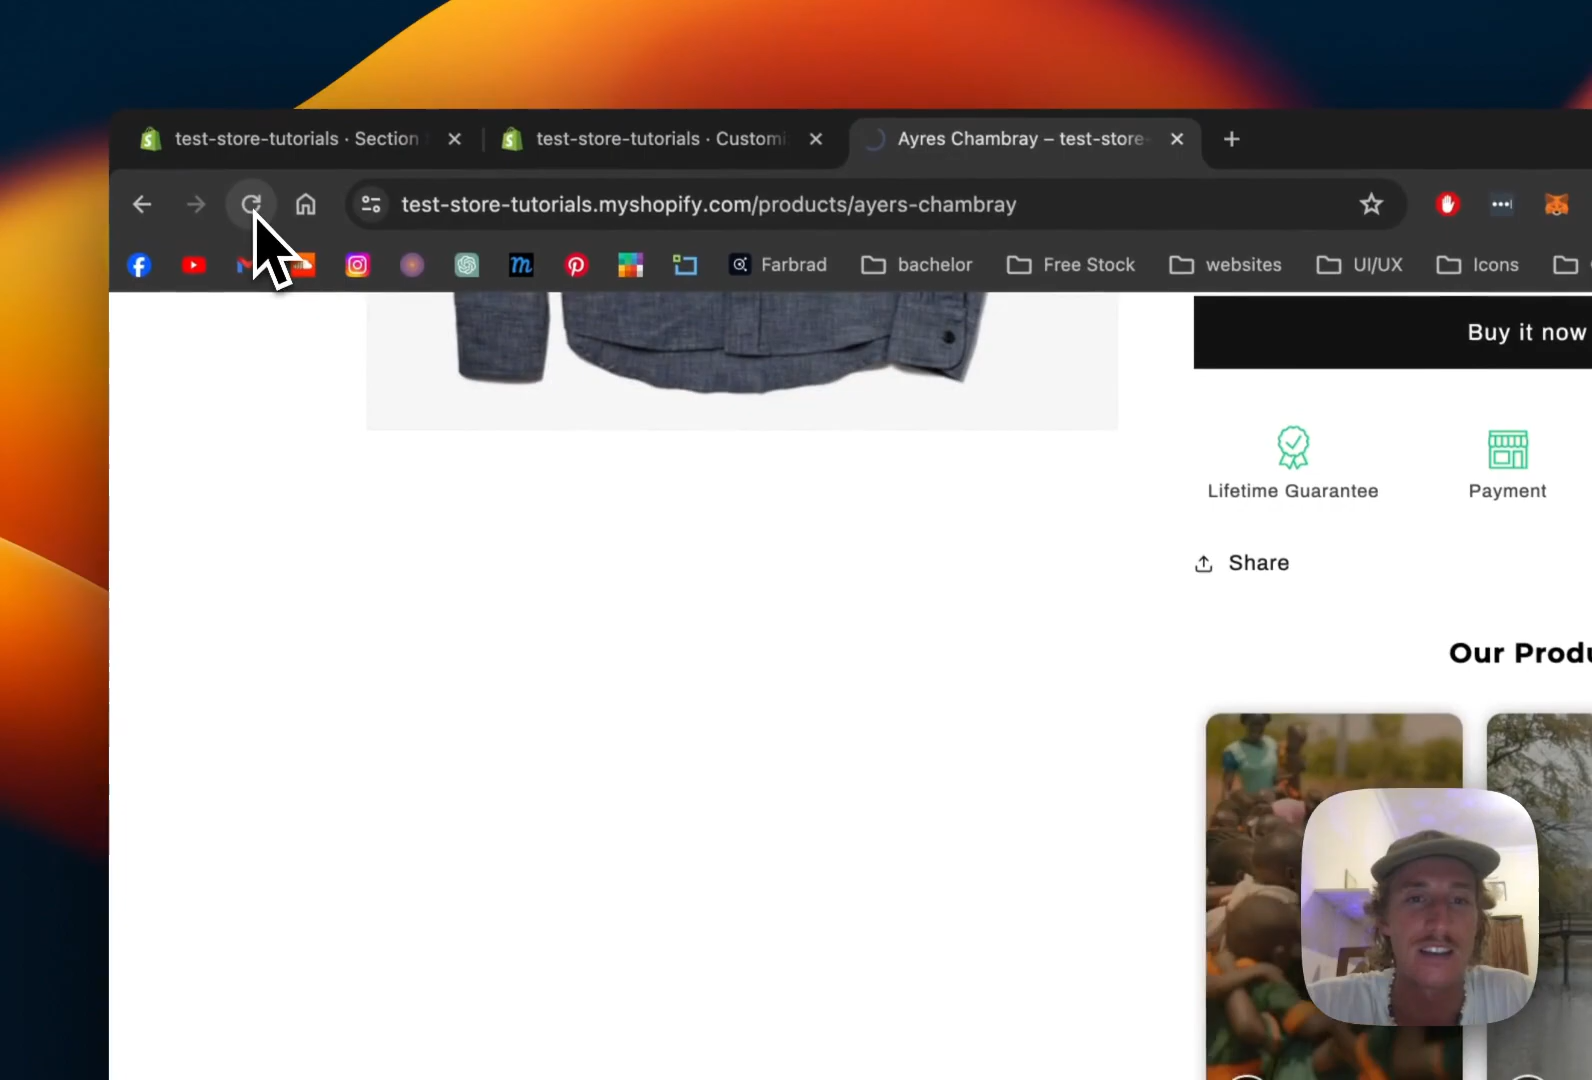 test-store-tutorials · Section
test-store-tutorials · Customi
Ayres Chambray – test-store-
test-store-tutorials.myshopify.com/products/ayers-chambray
Farbrad
bachelor
Free Stock
websites
UI/UX
Icons
Buy it now
Lifetime Guarantee
Payment
Share
Our Produ